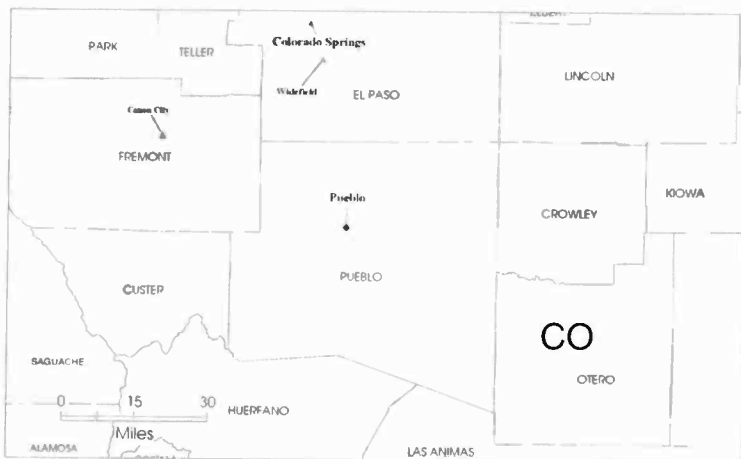 PARK
TELLER
Colorado Springs
LINCOLN
Widefield
EL PASO
Canon City
FREMONT
Pueblo
KIOWA
CROWLEY
CUSTER
PUEBLO
CO
SAGUACHE
OTERO
0 15 30
HUERFANO
Miles
ALAMOSA
LAS ANIMAS